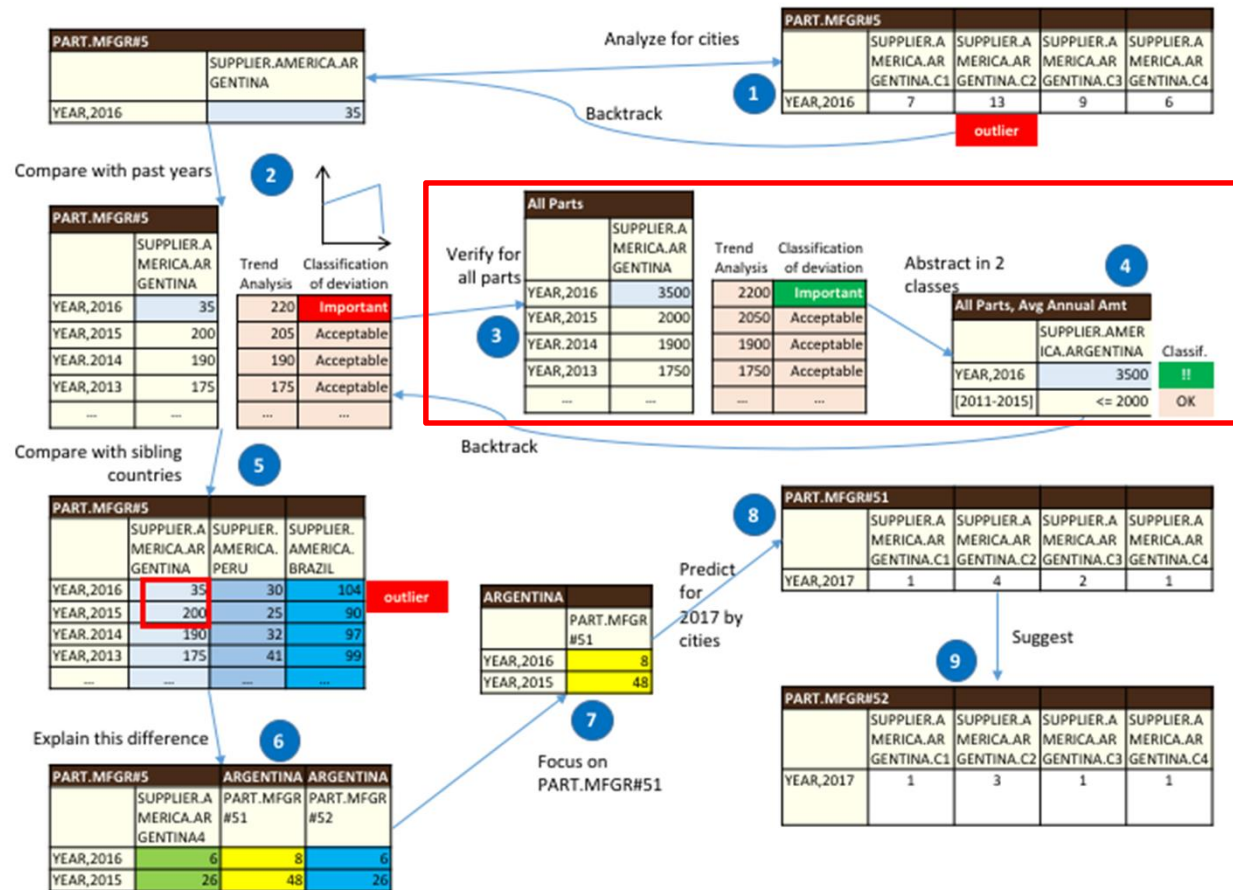 PART.MFGR#5
SUPPLIER.AMERICA.AR
GENTINA
YEAR,2016 35
Analyze for cities
Backtrack
1
PART.MFGR#5
SUPPLIER.A SUPPLIER.A SUPPLIER.A SUPPLIER.A
MERICA.AR MERICA.AR MERICA.AR MERICA.AR
GENTINA.C1 GENTINA.C2 GENTINA.C3 GENTINA.C4
YEAR,2016 7 13 9 6
outlier
Compare with past years
2
PART.MFGR#5
SUPPLIER.A
MERICA.AR
GENTINA
YEAR,2016 35
YEAR,2015 200
YEAR.2014 190
YEAR,2013 175
... ...
Trend Classification
Analysis of deviation
220 Important
205 Acceptable
190 Acceptable
175 Acceptable
... ...
Verify for
all parts
3
All Parts
SUPPLIER.A
MERICA.AR
GENTINA
YEAR,2016 3500
YEAR,2015 2000
YEAR.2014 1900
YEAR,2013 1750
... ...
Trend Classification
Analysis of deviation
2200 Important
2050 Acceptable
1900 Acceptable
1750 Acceptable
... ...
Abstract in 2
classes
4
All Parts, Avg Annual Amt
SUPPLIER.AMER
ICA.ARGENTINA Classif.
YEAR,2016 3500 !!
[2011-2015] <= 2000 OK
Backtrack
Compare with sibling
countries
5
PART.MFGR#5
SUPPLIER.A SUPPLIER. SUPPLIER.
MERICA.AR AMERICA. AMERICA.
GENTINA PERU BRAZIL
YEAR,2016 35 30 104 outlier
YEAR,2015 200 25 90
YEAR.2014 190 32 97
YEAR,2013 175 41 99
... ... ...
Explain this difference
6
PART.MFGR#5 ARGENTINA ARGENTINA
SUPPLIER.A PART.MFGR PART.MFGR
MERICA.AR #51 #52
GENTINA4
YEAR,2016 6 8 6
YEAR,2015 26 48 26
ARGENTINA
PART.MFGR
#51
YEAR,2016 8
YEAR,2015 48
7
Focus on
PART.MFGR#51
Predict
for
2017 by
cities
8
PART.MFGR#51
SUPPLIER.A SUPPLIER.A SUPPLIER.A SUPPLIER.A
MERICA.AR MERICA.AR MERICA.AR MERICA.AR
GENTINA.C1 GENTINA.C2 GENTINA.C3 GENTINA.C4
YEAR,2017 1 4 2 1
Suggest
9
PART.MFGR#52
SUPPLIER.A SUPPLIER.A SUPPLIER.A SUPPLIER.A
MERICA.AR MERICA.AR MERICA.AR MERICA.AR
GENTINA.C1 GENTINA.C2 GENTINA.C3 GENTINA.C4
YEAR,2017 1 3 1 1